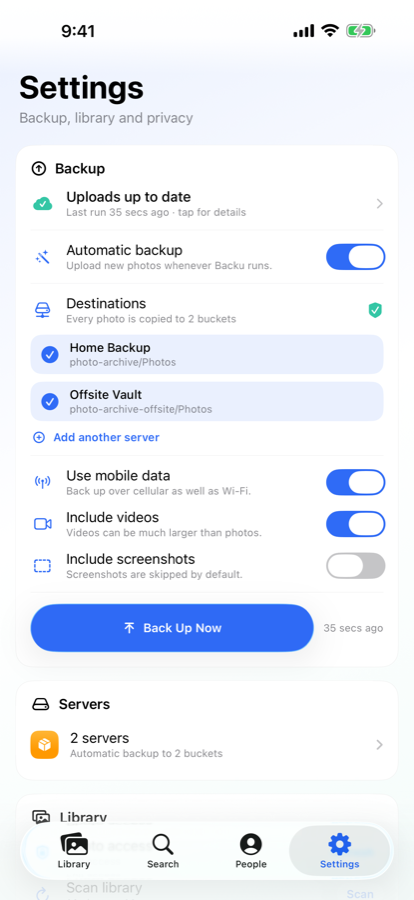 9:41
Settings
Backup, library and privacy
Backup
Uploads up to date
Last run 35 secs ago · tap for details
Automatic backup
Upload new photos whenever Backu runs.
Destinations
Every photo is copied to 2 buckets
Home Backup
photo-archive/Photos
Offsite Vault
photo-archive-offsite/Photos
Add another server
Use mobile data
Back up over cellular as well as Wi-Fi.
Include videos
Videos can be much larger than photos.
Include screenshots
Screenshots are skipped by default.
Back Up Now
35 secs ago
Servers
2 servers
Automatic backup to 2 buckets
Library
Library
Search
People
Settings
Scan library
Scan